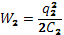 W₂ = q₂²/2C₂